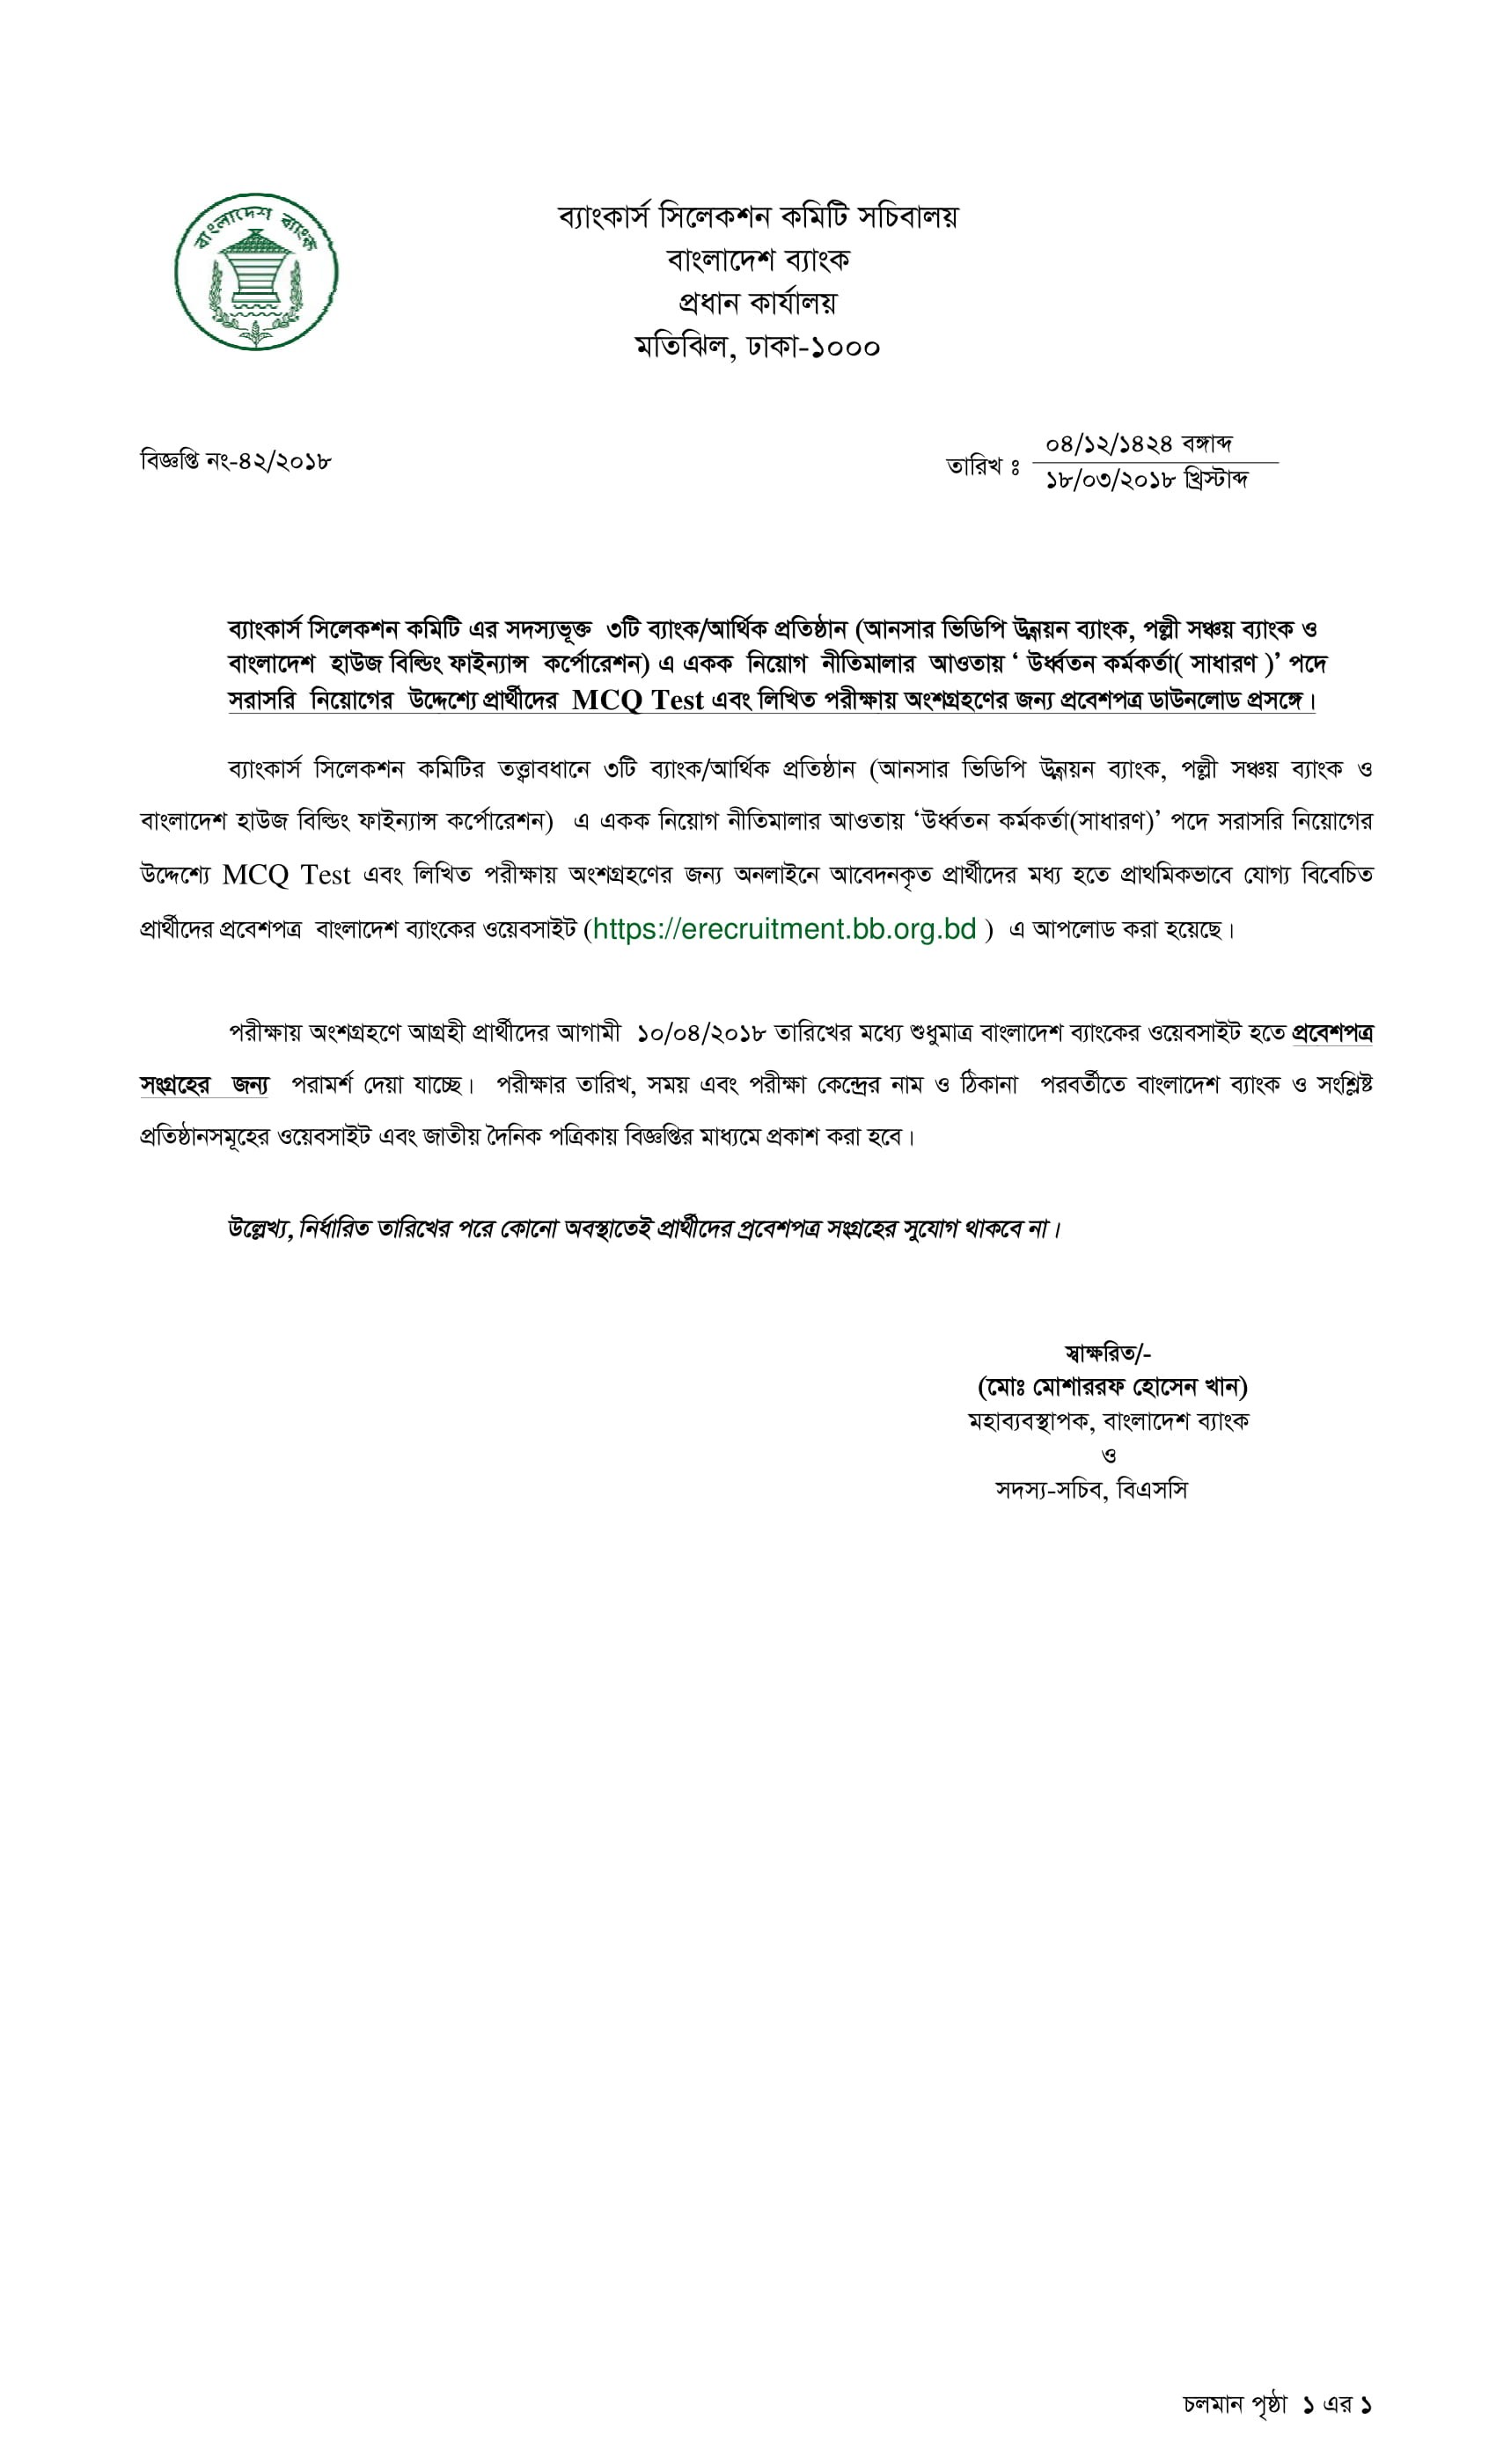 বাংলাদেশ ব্যাংক
ব্যাংকার্স সিলেকশন কমিটি সচিবালয়
বাংলাদেশ ব্যাংক
প্রধান কার্যালয়
মতিঝিল, ঢাকা-১০০০
বিজ্ঞপ্তি নং-৪২/২০১৮
তারিখ ঃ ০৪/১২/১৪২৪ বঙ্গাব্দ
১৮/০৩/২০১৮ খ্রিস্টাব্দ
ব্যাংকার্স সিলেকশন কমিটি এর সদস্যভূক্ত ৩টি ব্যাংক/আর্থিক প্রতিষ্ঠান (আনসার ভিডিপি উন্নয়ন ব্যাংক, পল্লী সঞ্চয় ব্যাংক ও
বাংলাদেশ হাউজ বিল্ডিং ফাইন্যান্স কর্পোরেশন) এ একক নিয়োগ নীতিমালার আওতায় ‘ উর্ধ্বতন কর্মকর্তা( সাধারণ )’ পদে
সরাসরি নিয়োগের উদ্দেশ্যে প্রার্থীদের MCQ Test এবং লিখিত পরীক্ষায় অংশগ্রহণের জন্য প্রবেশপত্র ডাউনলোড প্রসঙ্গে।
ব্যাংকার্স সিলেকশন কমিটির তত্ত্বাবধানে ৩টি ব্যাংক/আর্থিক প্রতিষ্ঠান (আনসার ভিডিপি উন্নয়ন ব্যাংক, পল্লী সঞ্চয় ব্যাংক ও
বাংলাদেশ হাউজ বিল্ডিং ফাইন্যান্স কর্পোরেশন) এ একক নিয়োগ নীতিমালার আওতায় ‘উর্ধ্বতন কর্মকর্তা(সাধারণ)’ পদে সরাসরি নিয়োগের
উদ্দেশ্যে MCQ Test এবং লিখিত পরীক্ষায় অংশগ্রহণের জন্য অনলাইনে আবেদনকৃত প্রার্থীদের মধ্য হতে প্রাথমিকভাবে যোগ্য বিবেচিত
প্রার্থীদের প্রবেশপত্র বাংলাদেশ ব্যাংকের ওয়েবসাইট (https://erecruitment.bb.org.bd ) এ আপলোড করা হয়েছে।
পরীক্ষায় অংশগ্রহণে আগ্রহী প্রার্থীদের আগামী ১০/০৪/২০১৮ তারিখের মধ্যে শুধুমাত্র বাংলাদেশ ব্যাংকের ওয়েবসাইট হতে প্রবেশপত্র
সংগ্রহের জন্য পরামর্শ দেয়া যাচ্ছে। পরীক্ষার তারিখ, সময় এবং পরীক্ষা কেন্দ্রের নাম ও ঠিকানা পরবর্তীতে বাংলাদেশ ব্যাংক ও সংশ্লিষ্ট
প্রতিষ্ঠানসমূহের ওয়েবসাইট এবং জাতীয় দৈনিক পত্রিকায় বিজ্ঞপ্তির মাধ্যমে প্রকাশ করা হবে।
উল্লেখ্য, নির্ধারিত তারিখের পরে কোনো অবস্থাতেই প্রার্থীদের প্রবেশপত্র সংগ্রহের সুযোগ থাকবে না।
স্বাক্ষরিত/-
(মোঃ মোশাররফ হোসেন খান)
মহাব্যবস্থাপক, বাংলাদেশ ব্যাংক
ও
সদস্য-সচিব, বিএসসি
চলমান পৃষ্ঠা ১ এর ১